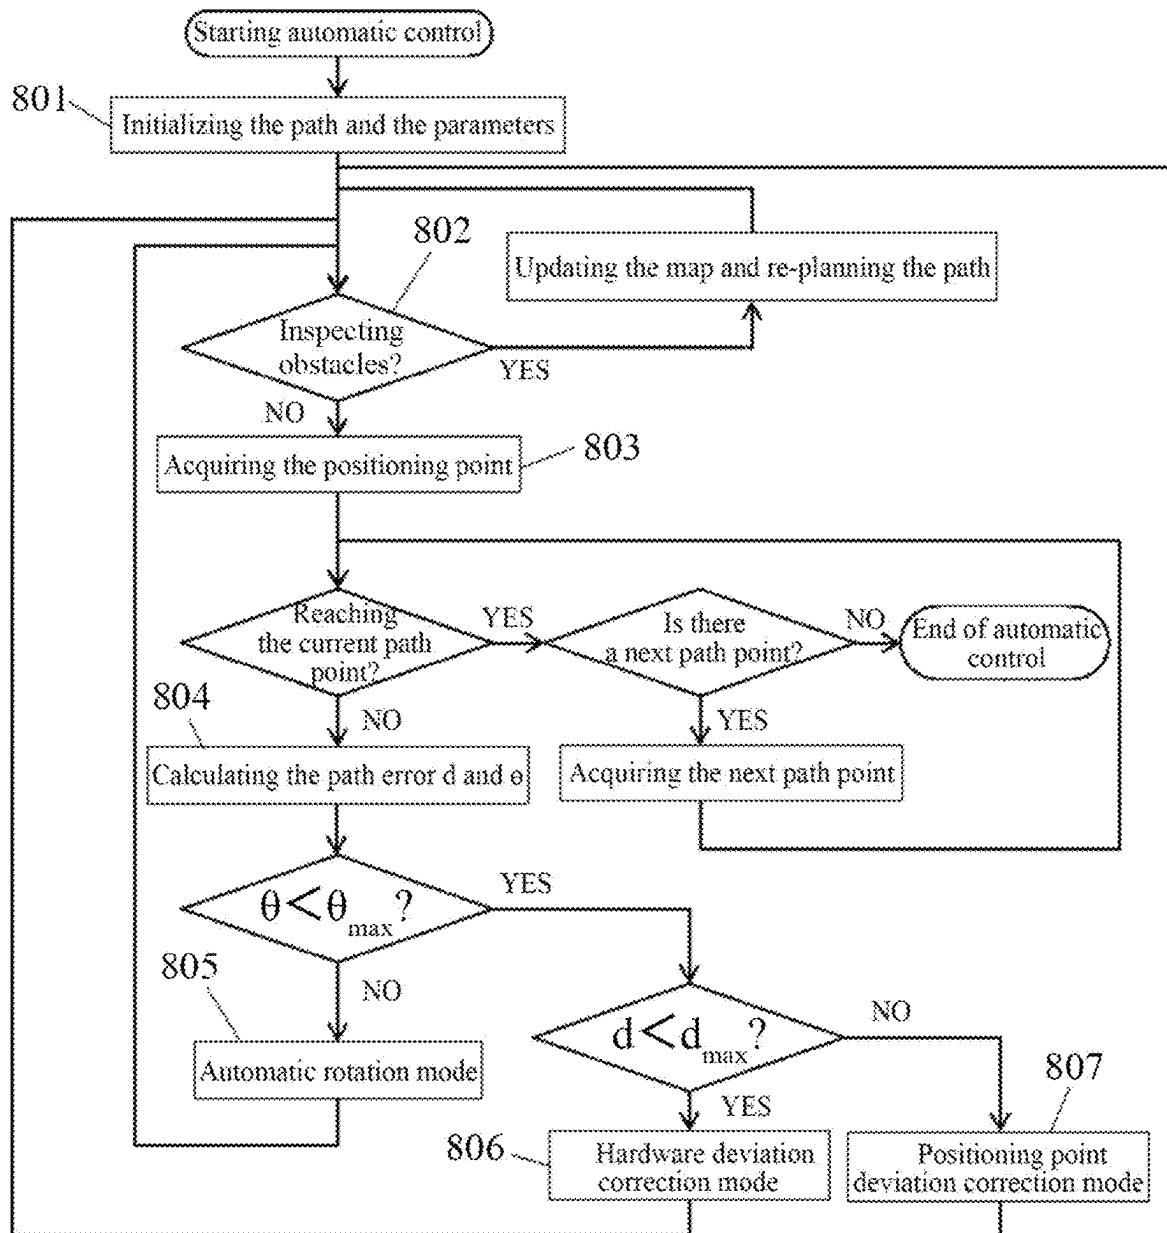 Starting automatic control
801
Initializing the path and the parameters
802
Updating the map and re-planning the path
Inspecting
obstacles?
YES
NO
Acquiring the positioning point
803
Reaching
the current path
point?
YES
Is there
a next path point?
NO
End of automatic
control
804
NO
YES
Calculating the path error d and ɵ
Acquiring the next path point
θ<θmax?
YES
805
NO
d<dmax?
NO
Automatic rotation mode
807
YES
806
Hardware deviation
correction mode
Positioning point
deviation correction mode